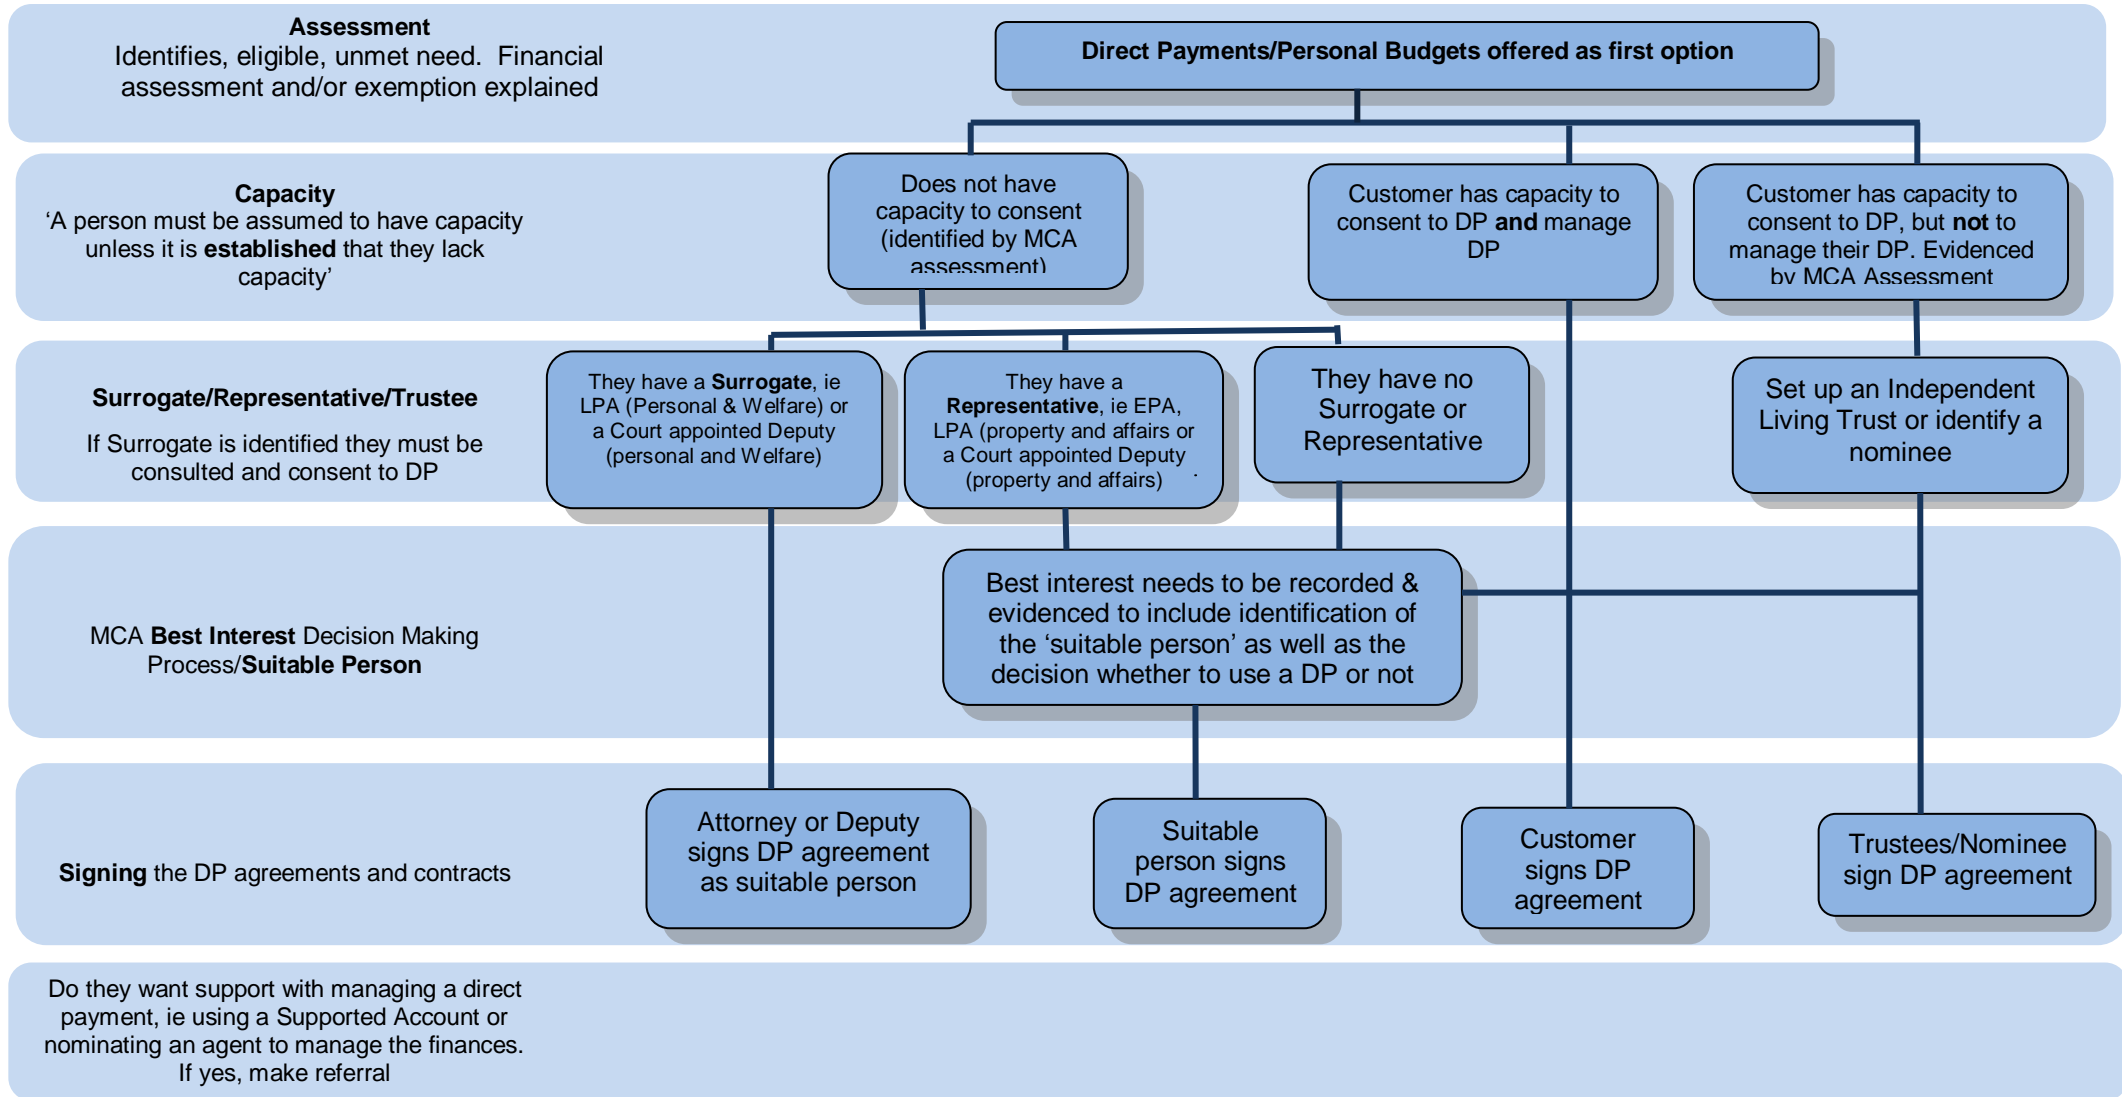 Assessment
Identifies, eligible, unmet need. Financial
assessment and/or exemption explained
Direct Payments/Personal Budgets offered as first option
Capacity
‘A person must be assumed to have capacity
unless it is established that they lack
capacity’
Does not have
capacity to consent
(identified by MCA
assessment)
Customer has capacity to
consent to DP and manage
DP
Customer has capacity to
consent to DP, but not to
manage their DP. Evidenced
by MCA Assessment
Surrogate/Representative/Trustee
If Surrogate is identified they must be
consulted and consent to DP
They have a Surrogate, ie
LPA (Personal & Welfare) or
a Court appointed Deputy
(personal and Welfare)
They have a
Representative, ie EPA,
LPA (property and affairs or
a Court appointed Deputy
(property and affairs) .
They have no
Surrogate or
Representative
Set up an Independent
Living Trust or identify a
nominee
MCA Best Interest Decision Making
Process/Suitable Person
Best interest needs to be recorded &
evidenced to include identification of
the ‘suitable person’ as well as the
decision whether to use a DP or not
Signing the DP agreements and contracts
Attorney or Deputy
signs DP agreement
as suitable person
Suitable
person signs
DP agreement
Customer
signs DP
agreement
Trustees/Nominee
sign DP agreement
Do they want support with managing a direct
payment, ie using a Supported Account or
nominating an agent to manage the finances.
If yes, make referral